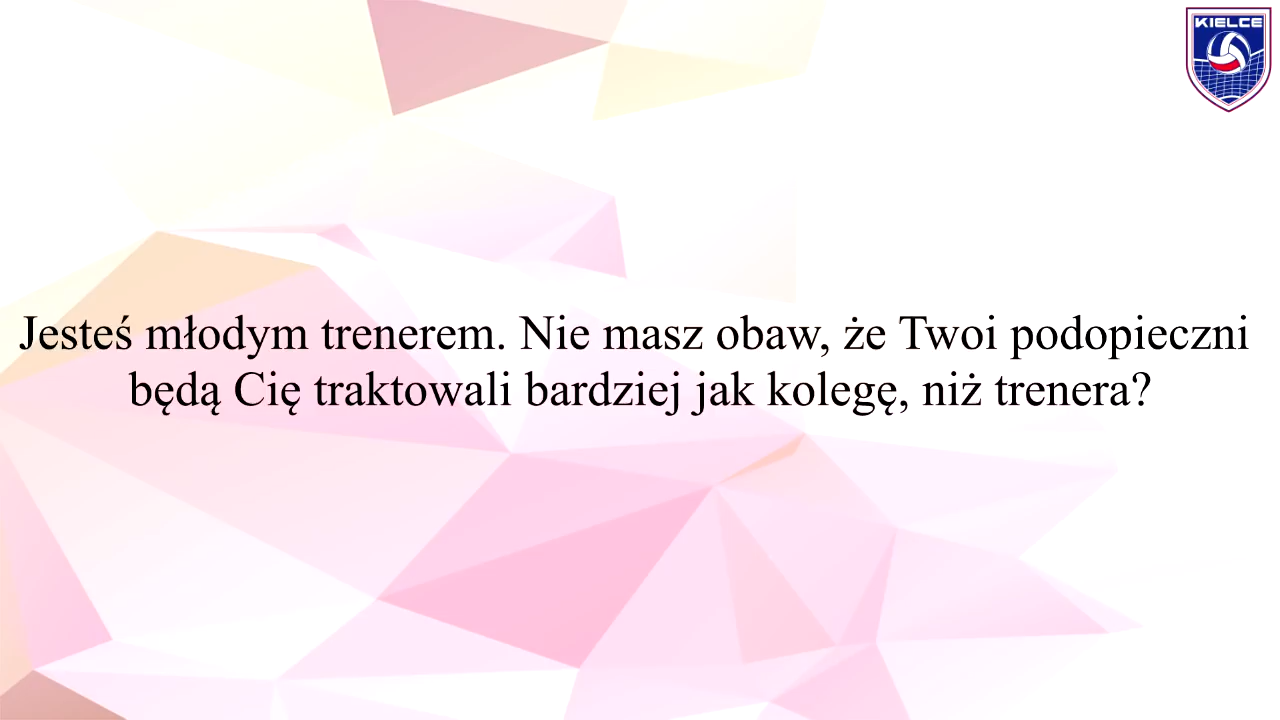 KIELCE
Jesteś młodym trenerem. Nie masz obaw, że Twoi podopieczni
będą Cię traktowali bardziej jak kolegę, niż trenera?